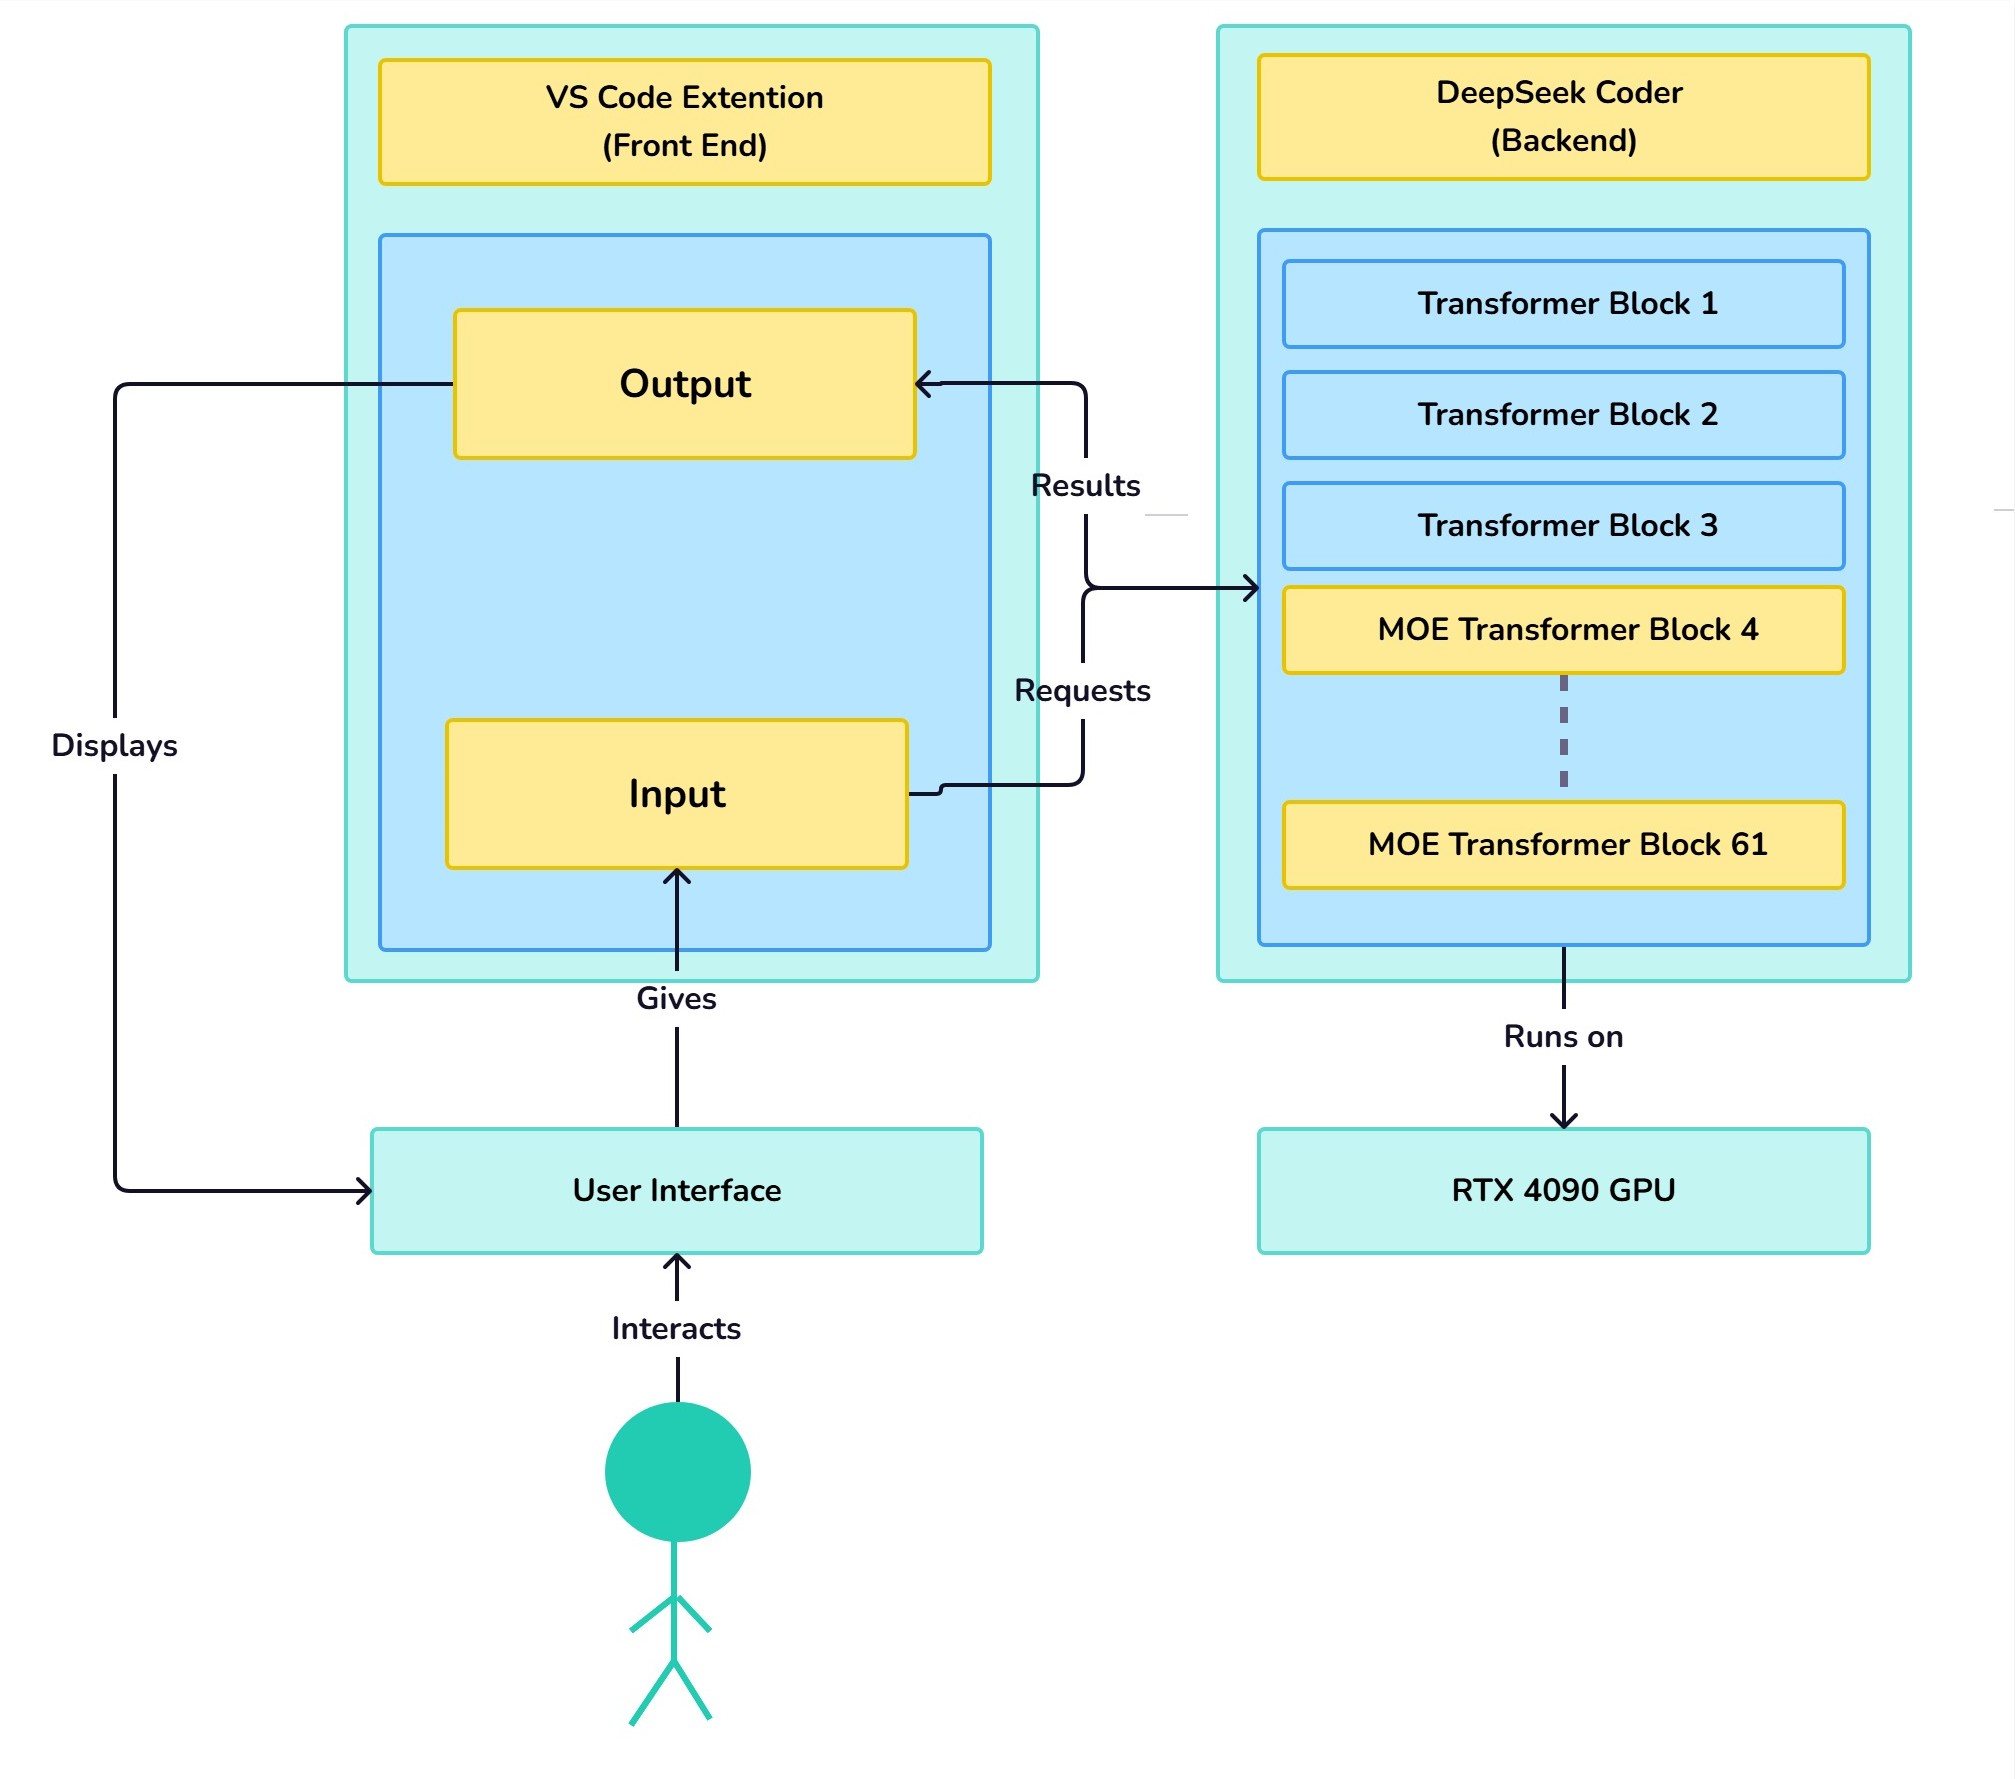 VS Code Extention
(Front End)
DeepSeek Coder
(Backend)
Output
Input
Results
Requests
Displays
Gives
Transformer Block 1
Transformer Block 2
Transformer Block 3
MOE Transformer Block 4
MOE Transformer Block 61
Runs on
User Interface
RTX 4090 GPU
Interacts